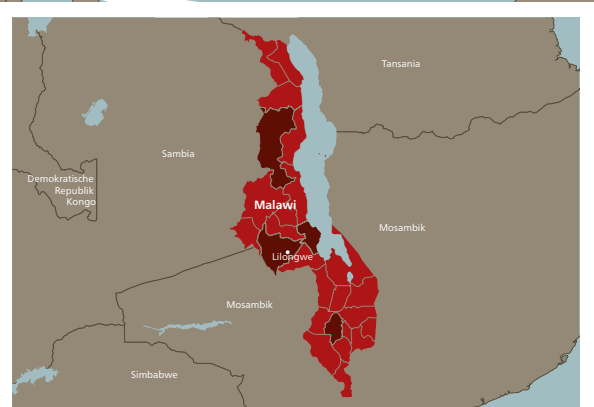 Tansania
Sambia
Demokratische
Republik
Kongo
Malawi
Mosambik
Lilongwe
Mosambik
Simbabwe